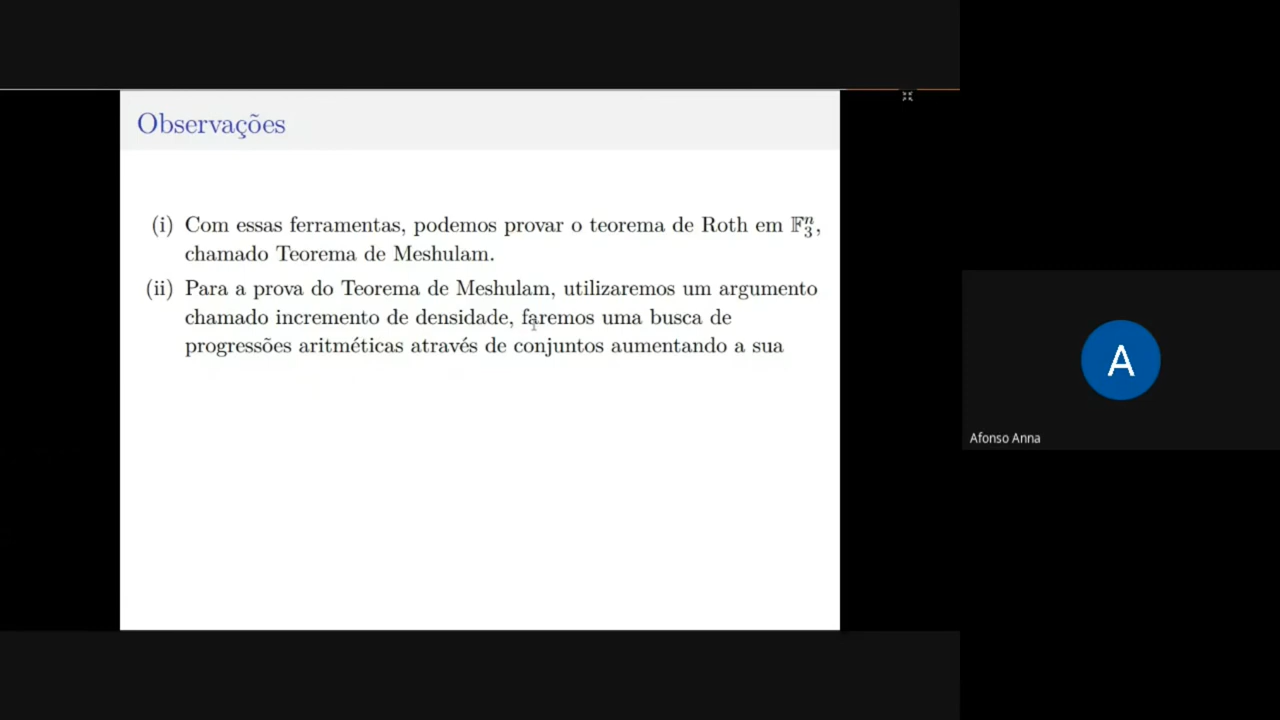 Observações
(i) Com essas ferramentas, podemos provar o teorema de Roth em 𝔽₃ⁿ,
chamado Teorema de Meshulam.
(ii) Para a prova do Teorema de Meshulam, utilizaremos um argumento
chamado incremento de densidade, faremos uma busca de
progressões aritméticas através de conjuntos aumentando a sua
A
Afonso Anna